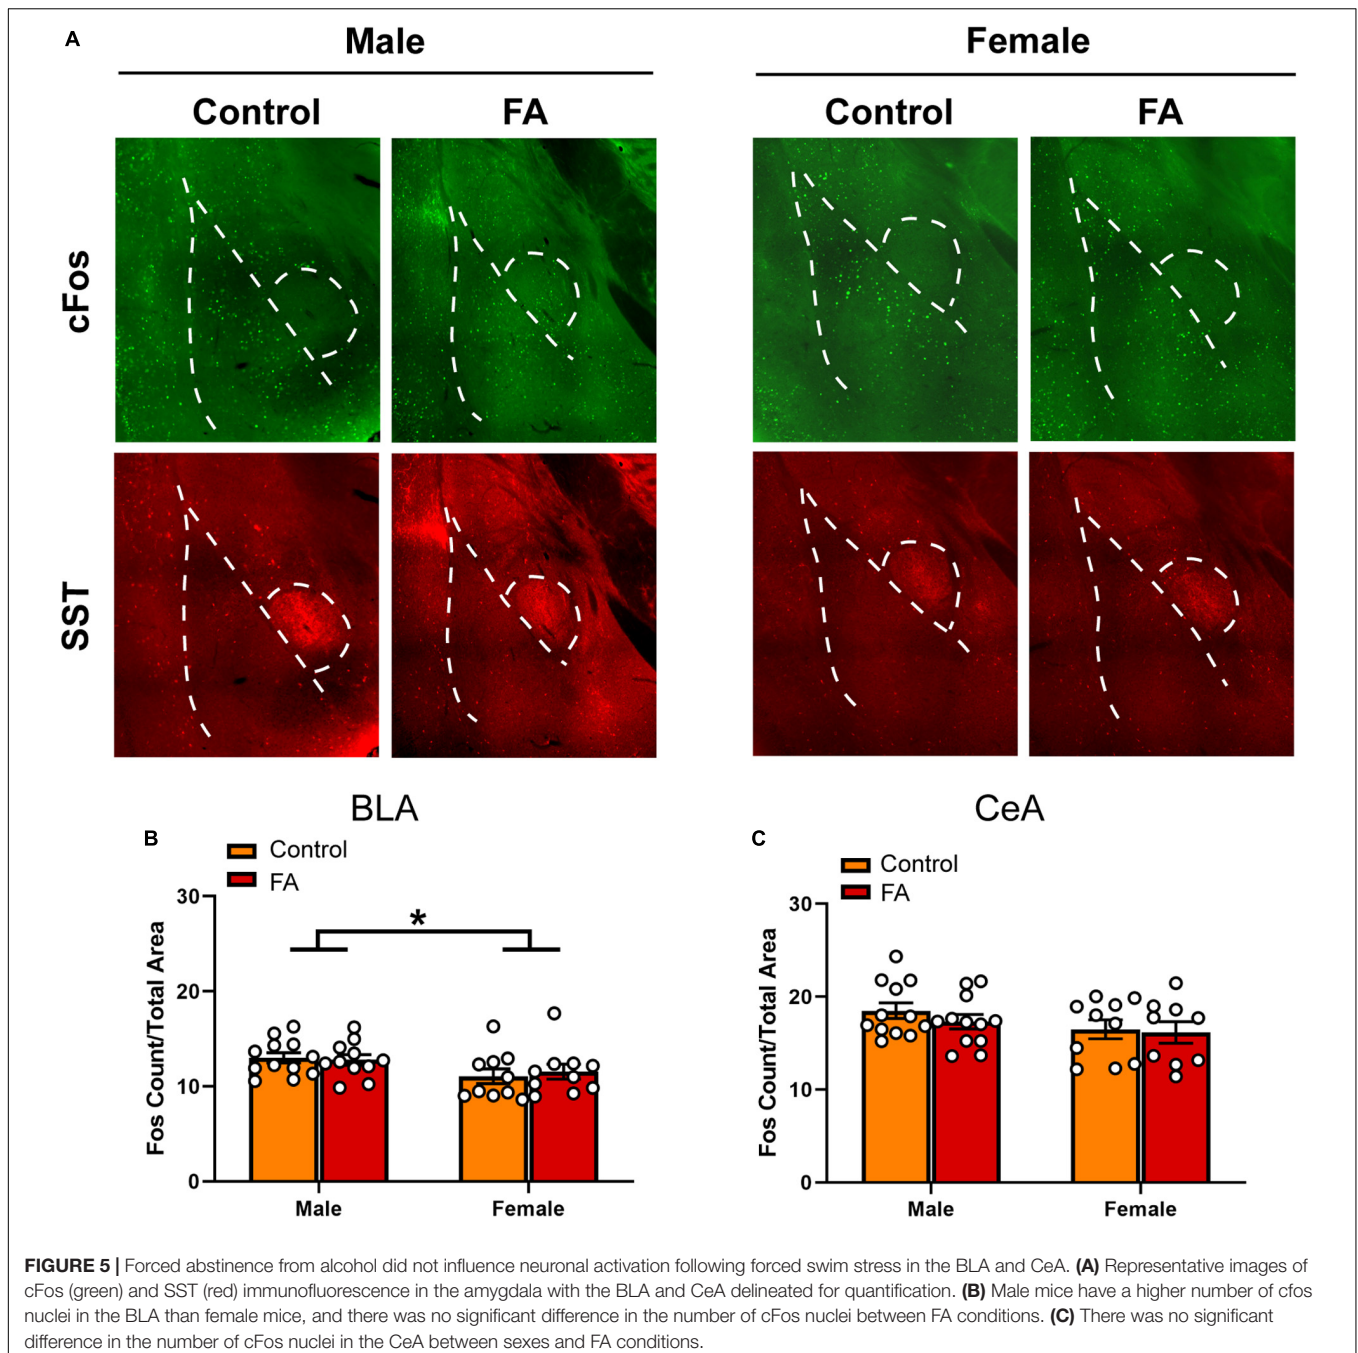 A
Male
Female
Control
FA
Control
FA
cFos
SST
BLA
CeA
B
Control
FA
Fos Count/Total Area
30
20
10
0
*
Male
Female
C
Control
FA
Fos Count/Total Area
30
20
10
0
Male
Female
FIGURE 5 | Forced abstinence from alcohol did not influence neuronal activation following forced swim stress in the BLA and CeA. (A) Representative images of
cFos (green) and SST (red) immunofluorescence in the amygdala with the BLA and CeA delineated for quantification. (B) Male mice have a higher number of cfos
nuclei in the BLA than female mice, and there was no significant difference in the number of cFos nuclei between FA conditions. (C) There was no significant
difference in the number of cFos nuclei in the CeA between sexes and FA conditions.